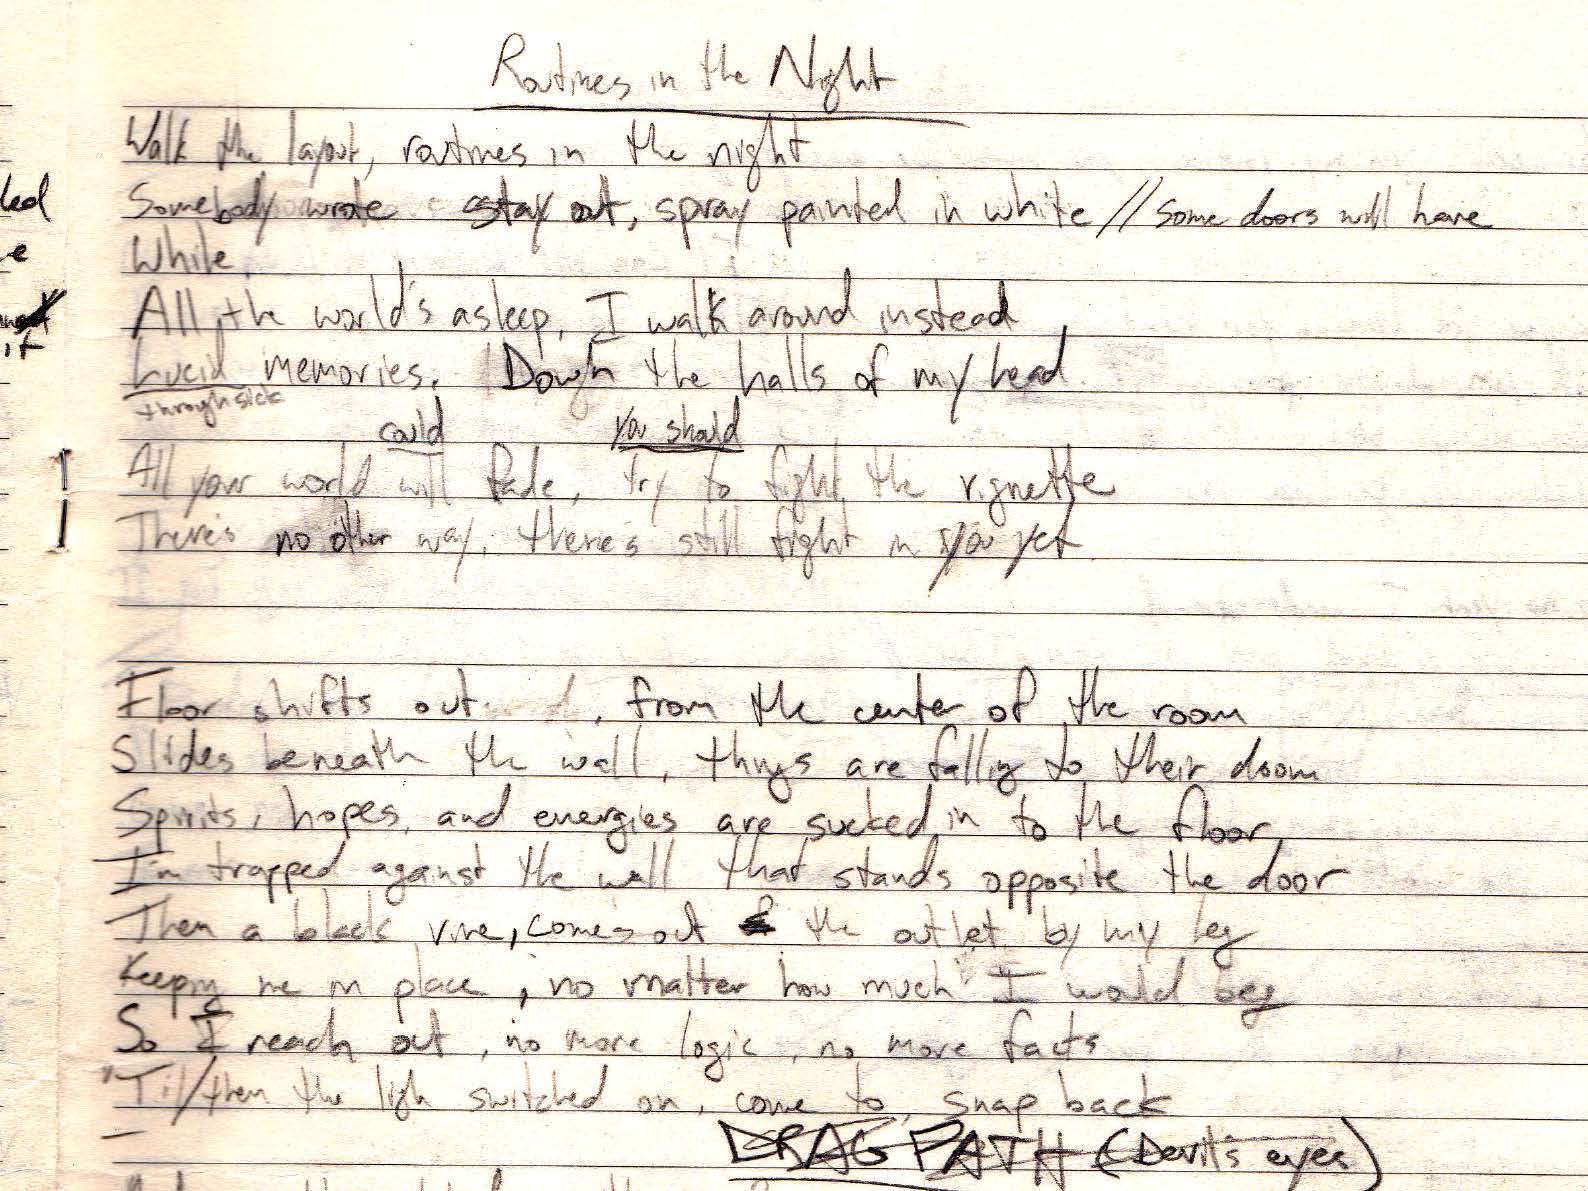 Routines in the Night
Walk the layout, routines in the night
Somebody wrote stay out, spray painted in white // some doors will have
While.
All the world's asleep, I walk around instead
Lucid memories. Down the halls of my head
through sick
could you should
All your world will fade, try to fight the vignette
There's no other way, there's still fight in you yet.
Floor shifts out , from the center of the room
Slides beneath the wall, things are falling to their doom
Spirits, hopes, and energies are sucked in to the floor
I'm trapped against the wall that stands opposite the door
Then a black vine, comes out the outlet by my leg
Keeping me in place, no matter how much I would beg
So I reach out, no more logic, no more facts
'Til/then the ligh switched on, come to, snap back
DRAG PATH (Devil's eyes)
led
e
it